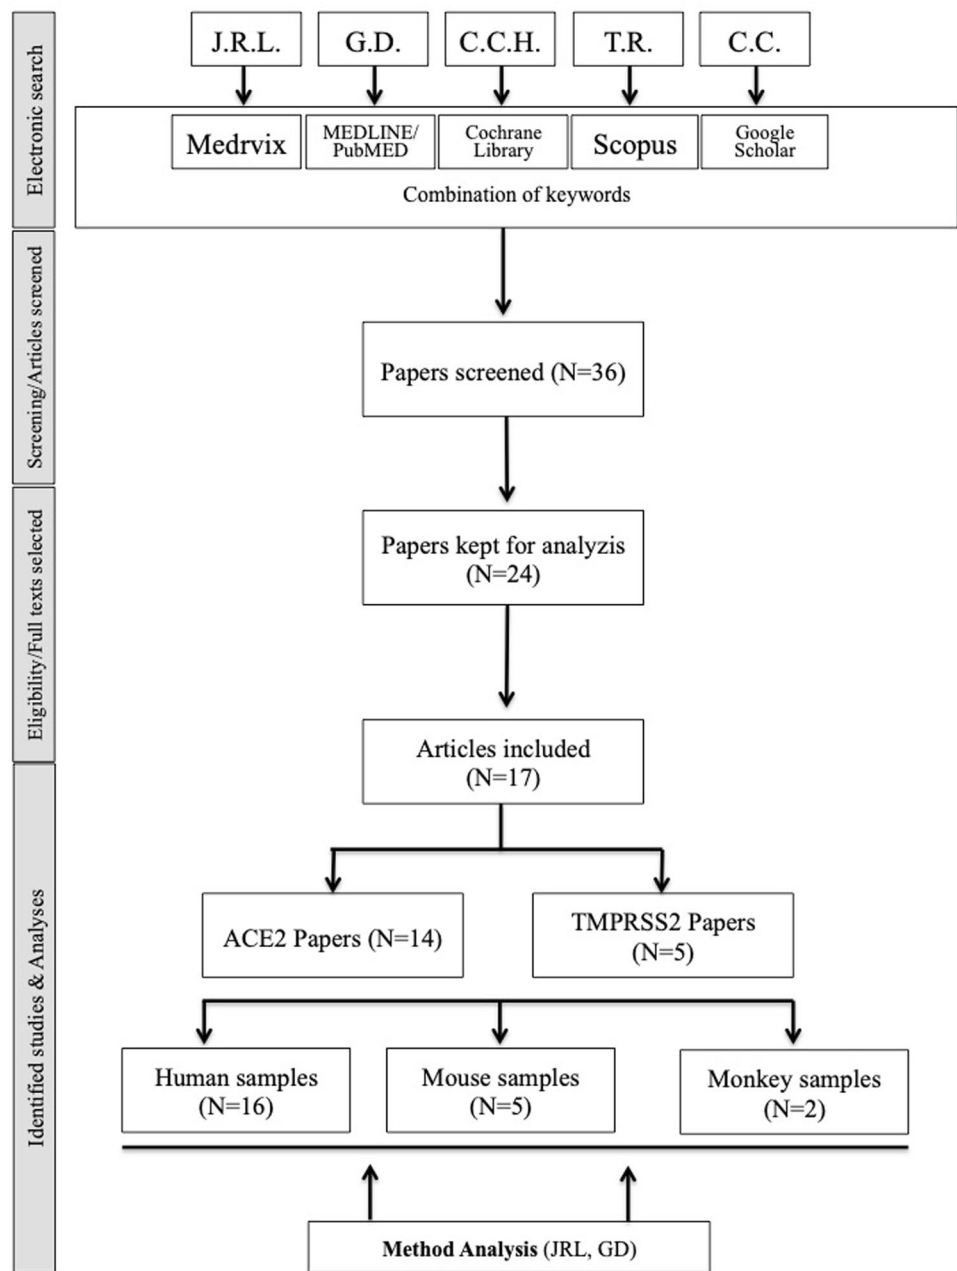 Electronic search
J.R.L.
G.D.
C.C.H.
T.R.
C.C.
Medrvix
MEDLINE/
PubMED
Cochrane
Library
Scopus
Google
Scholar
Combination of keywords
Screening/Articles screened
Papers screened (N=36)
Eligibility/Full texts selected
Papers kept for analyzis
(N=24)
Articles included
(N=17)
Identified studies & Analyses
ACE2 Papers (N=14)
TMPRSS2 Papers
(N=5)
Human samples
(N=16)
Mouse samples
(N=5)
Monkey samples
(N=2)
Method Analysis (JRL, GD)